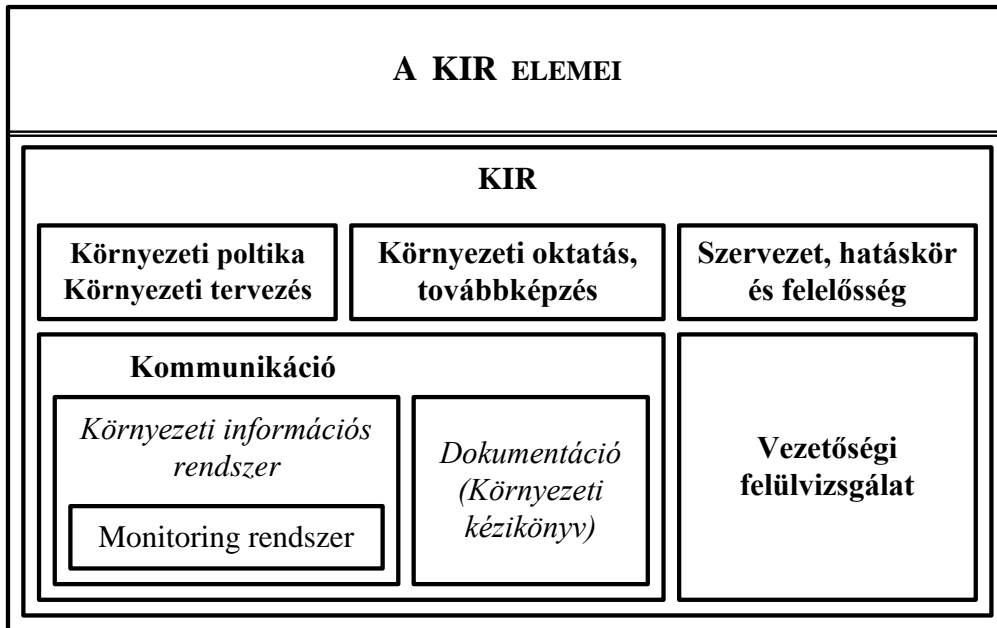 A KIR ELEMEI
KIR
Környezeti poltika
Környezeti tervezés
Környezeti oktatás,
továbbképzés
Szervezet, hatáskör
és felelősség
Kommunikáció
Környezeti információs
rendszer
Monitoring rendszer
Dokumentáció
(Környezeti
kézikönyv)
Vezetőségi
felülvizsgálat